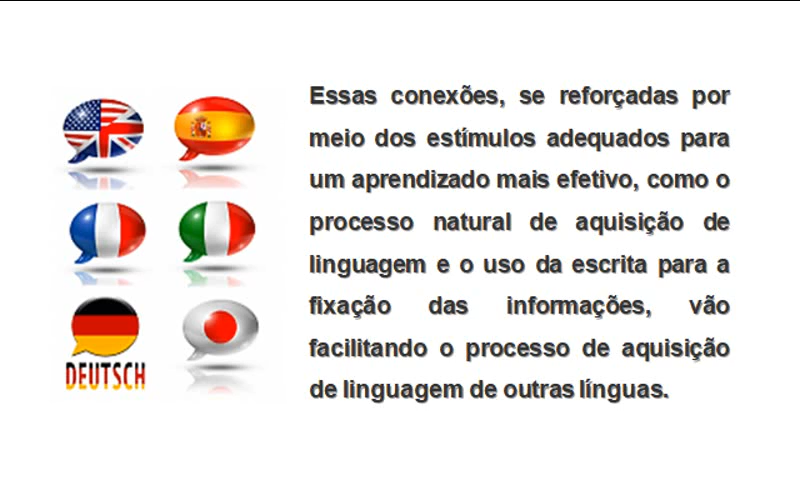 Essas conexões, se reforçadas por
meio dos estímulos adequados para
um aprendizado mais efetivo, como o
processo natural de aquisição de
linguagem e o uso da escrita para a
fixação das informações, vão
facilitando o processo de aquisição
de linguagem de outras línguas.
DEUTSCH